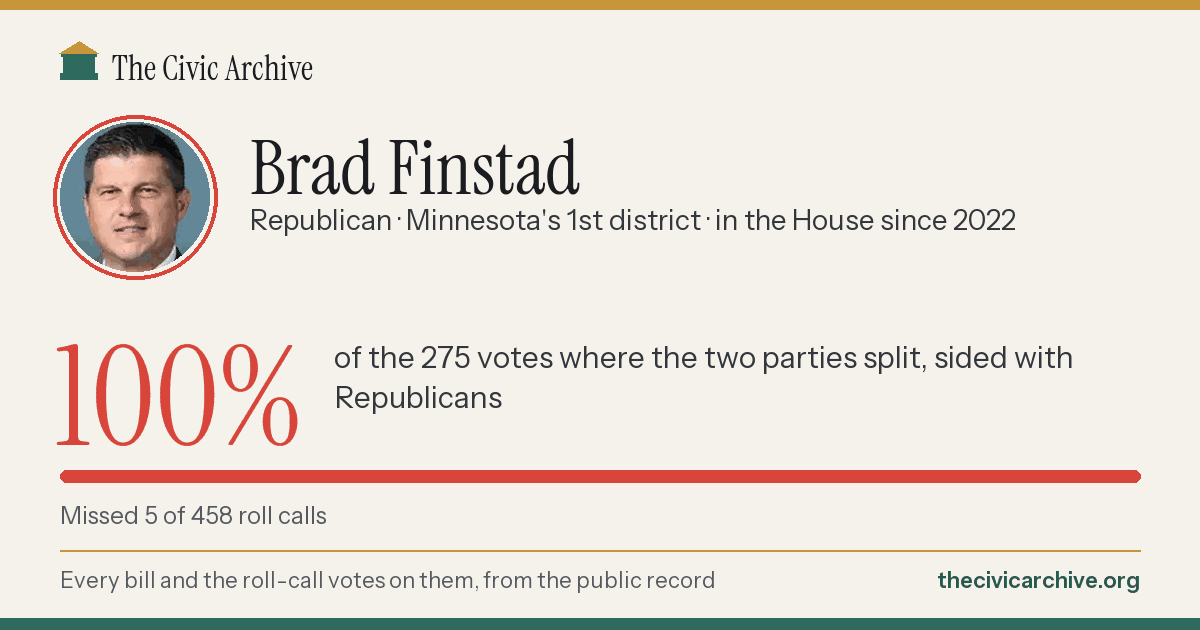 The Civic Archive
Brad Finstad
Republican · Minnesota's 1st district · in the House since 2022
100%
of the 275 votes where the two parties split, sided with
Republicans
Missed 5 of 458 roll calls
Every bill and the roll-call votes on them, from the public record
thecivicarchive.org